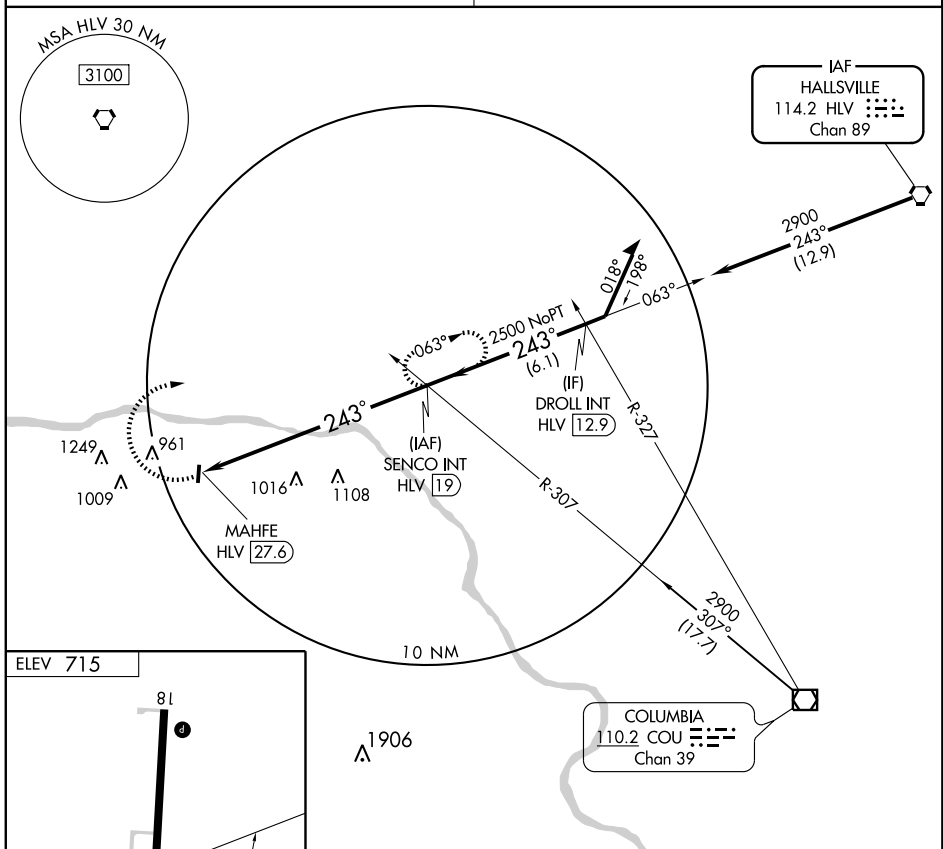 MSA HLV 30 NM
3100
IAF
HALLSVILLE
114.2 HLV
Chan 89
2900
243°
(12.9)
018°
198°
063°
2500 NoPT
243°
(6.1)
063°
(IF)
DROLL INT
HLV 12.9
R-327
243°
(IAF)
SENCO INT
HLV 19
R-307
1249
961
1009
1016
1108
MAHFE
HLV 27.6
2900
307°
(17.7)
10 NM
COLUMBIA
110.2 COU
Chan 39
ELEV 715
18
P
1906